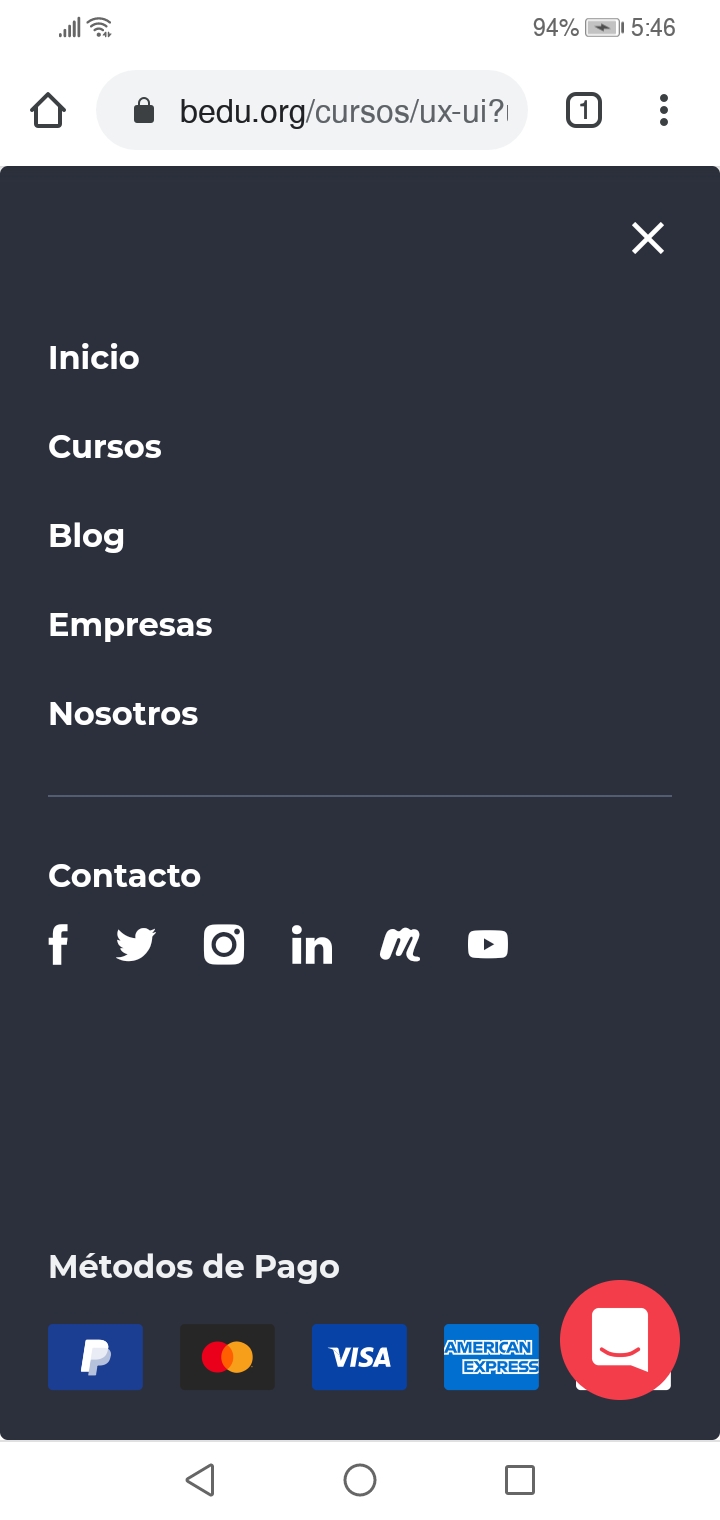 94% 5:46
bedu.org/cursos/ux-ui?
1
Inicio
Cursos
Blog
Empresas
Nosotros
Contacto
Métodos de Pago
VISA
AMERICAN
EXPRESS